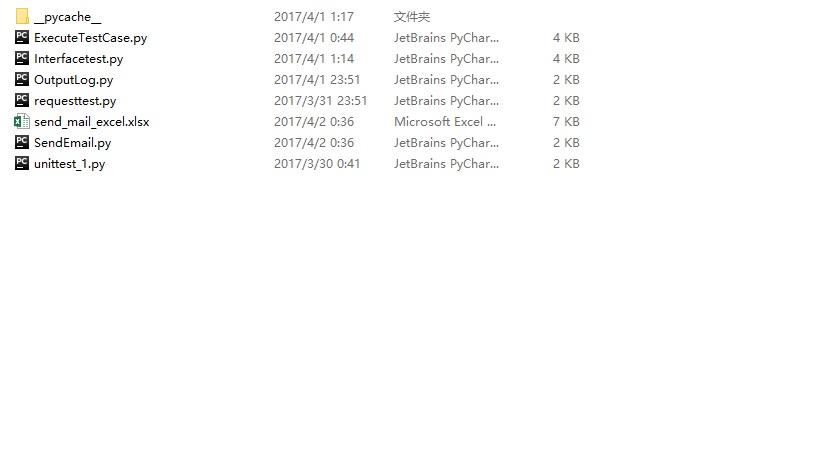 __pycache__ 2017/4/1 1:17 文件夹
ExecuteTestCase.py 2017/4/1 0:44 JetBrains PyChar... 4 KB
Interfacetest.py 2017/4/1 1:14 JetBrains PyChar... 4 KB
OutputLog.py 2017/4/1 23:51 JetBrains PyChar... 2 KB
requesttest.py 2017/3/31 23:51 JetBrains PyChar... 2 KB
send_mail_excel.xlsx 2017/4/2 0:36 Microsoft Excel ... 7 KB
SendEmail.py 2017/4/2 0:36 JetBrains PyChar... 2 KB
unittest_1.py 2017/3/30 0:41 JetBrains PyChar... 2 KB